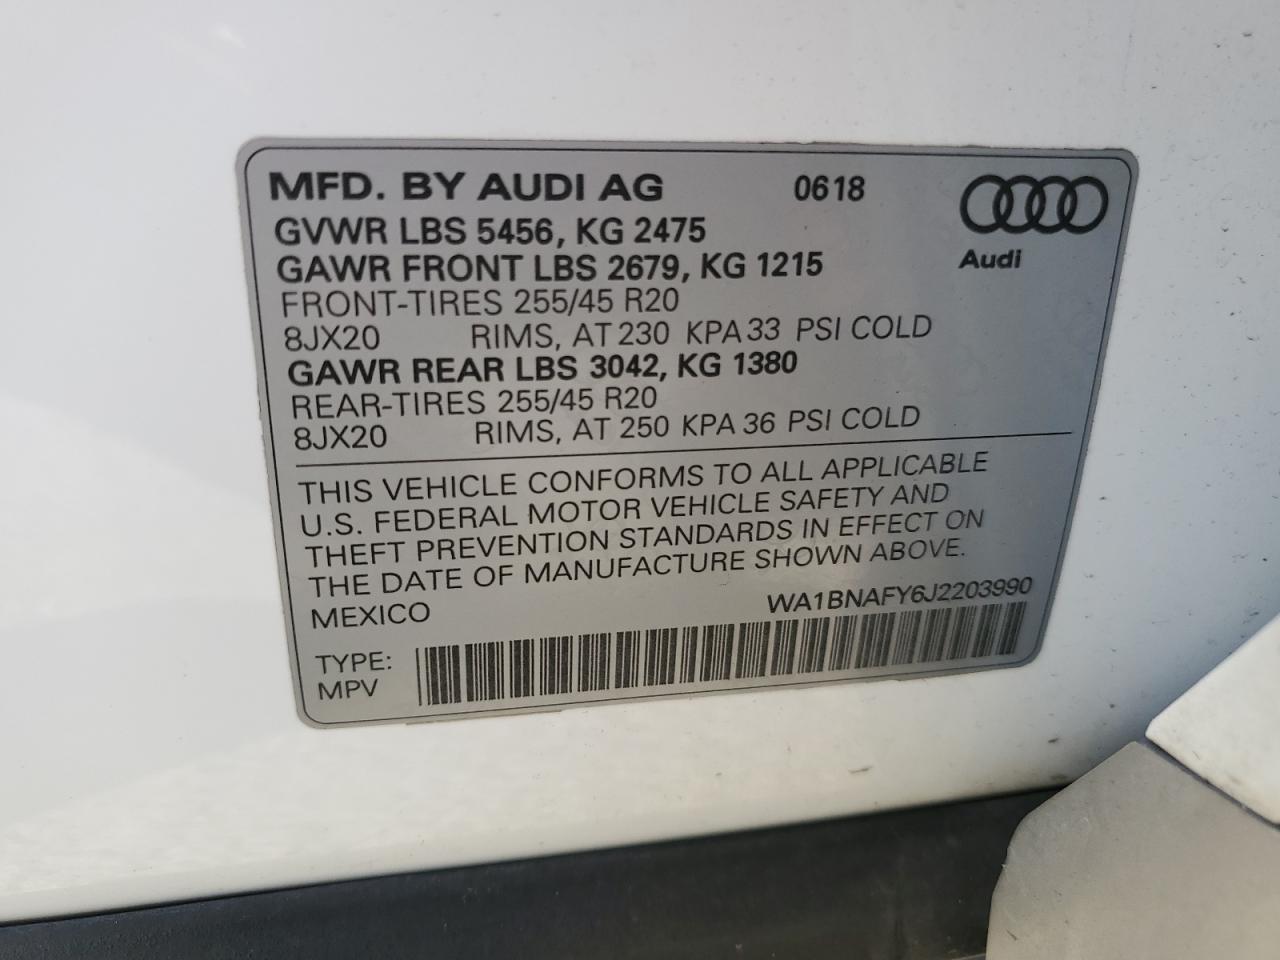 MFD. BY AUDI AG 0618
Audi
GVWR LBS 5456, KG 2475
GAWR FRONT LBS 2679, KG 1215
FRONT-TIRES 255/45 R20
8JX20 RIMS, AT 230 KPA 33 PSI COLD
GAWR REAR LBS 3042, KG 1380
REAR-TIRES 255/45 R20
8JX20 RIMS, AT 250 KPA 36 PSI COLD
THIS VEHICLE CONFORMS TO ALL APPLICABLE
U.S. FEDERAL MOTOR VEHICLE SAFETY AND
THEFT PREVENTION STANDARDS IN EFFECT ON
THE DATE OF MANUFACTURE SHOWN ABOVE.
MEXICO WA1BNAFY6J2203990
TYPE:
MPV